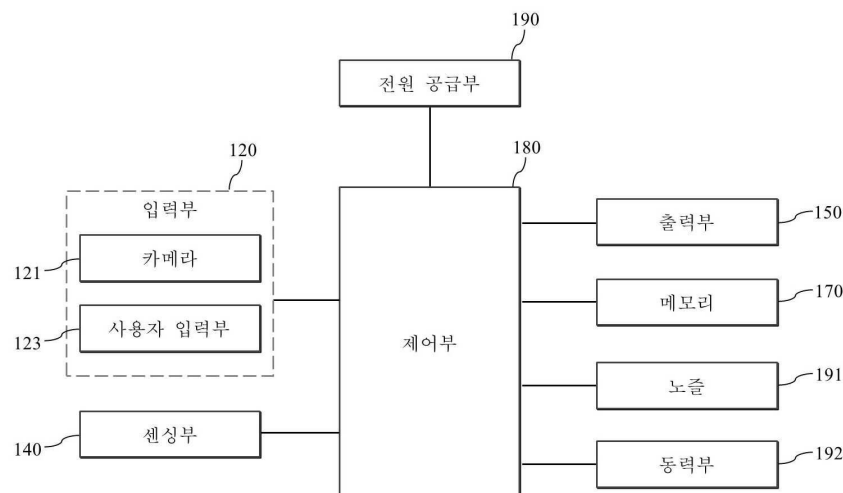 190
전원 공급부
180
120
입력부
121
카메라
123
사용자 입력부
140
센싱부
제어부
출력부
150
메모리
170
노즐
191
동력부
192